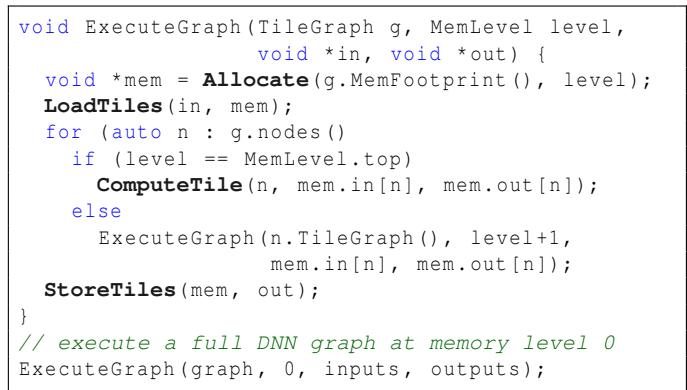 void ExecuteGraph(TileGraph g, MemLevel level,
                  void *in, void *out) {
  void *mem = Allocate(g.MemFootprint(), level);
  LoadTiles(in, mem);
  for (auto n : g.nodes()
    if (level == MemLevel.top)
      ComputeTile(n, mem.in[n], mem.out[n]);
    else
      ExecuteGraph(n.TileGraph(), level+1,
                   mem.in[n], mem.out[n]);
  StoreTiles(mem, out);
}
// execute a full DNN graph at memory level 0
ExecuteGraph(graph, 0, inputs, outputs);